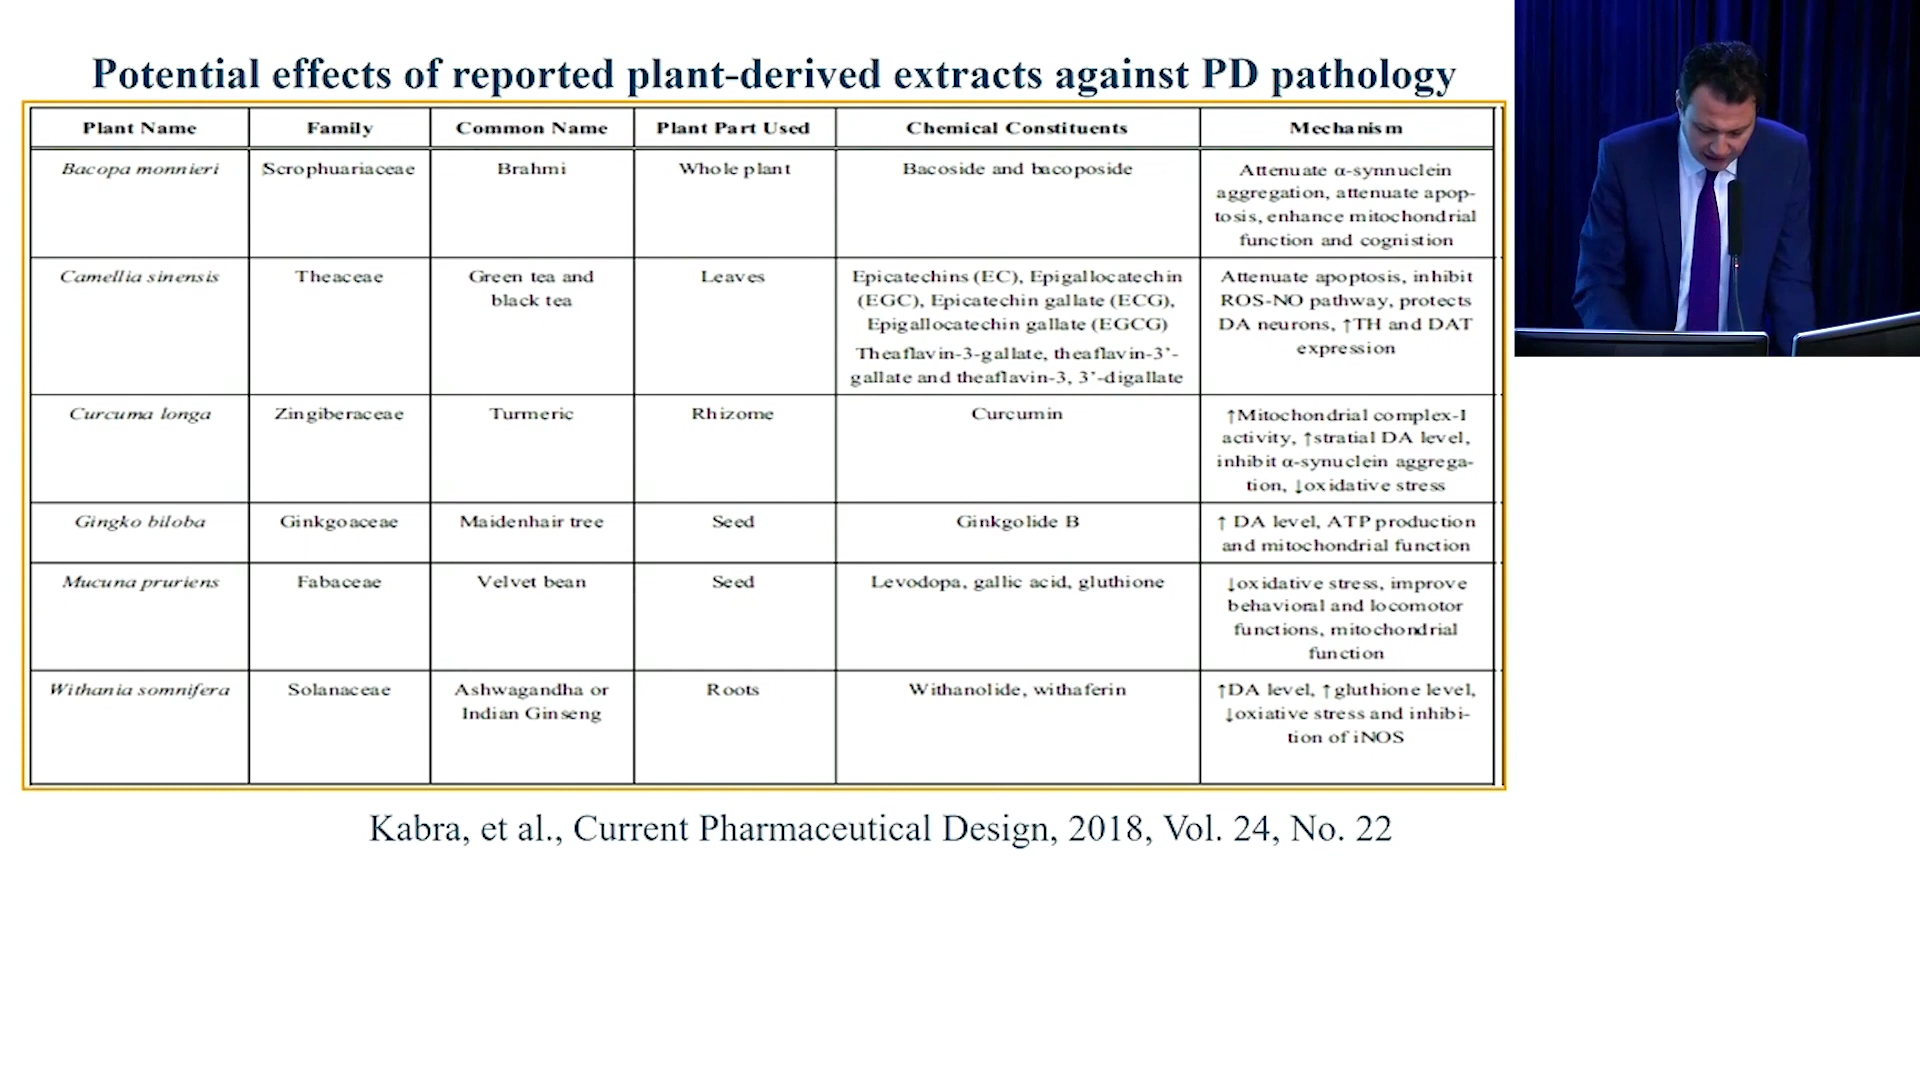 Potential effects of reported plant-derived extracts against PD pathology
Plant Name Family Common Name Plant Part Used Chemical Constituents Mechanism
Bacopa monnieri Scrophuariaceae Brahmi Whole plant Bacoside and bacoposide Attenuate α-synnuclein
aggregation, attenuate apop-
tosis, enhance mitochondrial
function and cognistion
Camellia sinensis Theaceae Green tea and Leaves Epicatechins (EC), Epigallocatechin Attenuate apoptosis, inhibit
black tea (EGC), Epicatechin gallate (ECG), ROS-NO pathway, protects
Epigallocatechin gallate (EGCG) DA neurons, ↑TH and DAT
Theaflavin-3-gallate, theaflavin-3’- expression
gallate and theaflavin-3, 3’-digallate
Curcuma longa Zingiberaceae Turmeric Rhizome Curcumin ↑Mitochondrial complex-I
activity, ↑stratial DA level,
inhibit α-synuclein aggrega-
tion, ↓oxidative stress
Gingko biloba Ginkgoaceae Maidenhair tree Seed Ginkgolide B ↑ DA level, ATP production
and mitochondrial function
Mucuna pruriens Fabaceae Velvet bean Seed Levodopa, gallic acid, gluthione ↓oxidative stress, improve
behavioral and locomotor
functions, mitochondrial
function
Withania somnifera Solanaceae Ashwagandha or Roots Withanolide, withaferin ↑DA level, ↑gluthione level,
Indian Ginseng ↓oxiative stress and inhibi-
tion of iNOS
Kabra, et al., Current Pharmaceutical Design, 2018, Vol. 24, No. 22